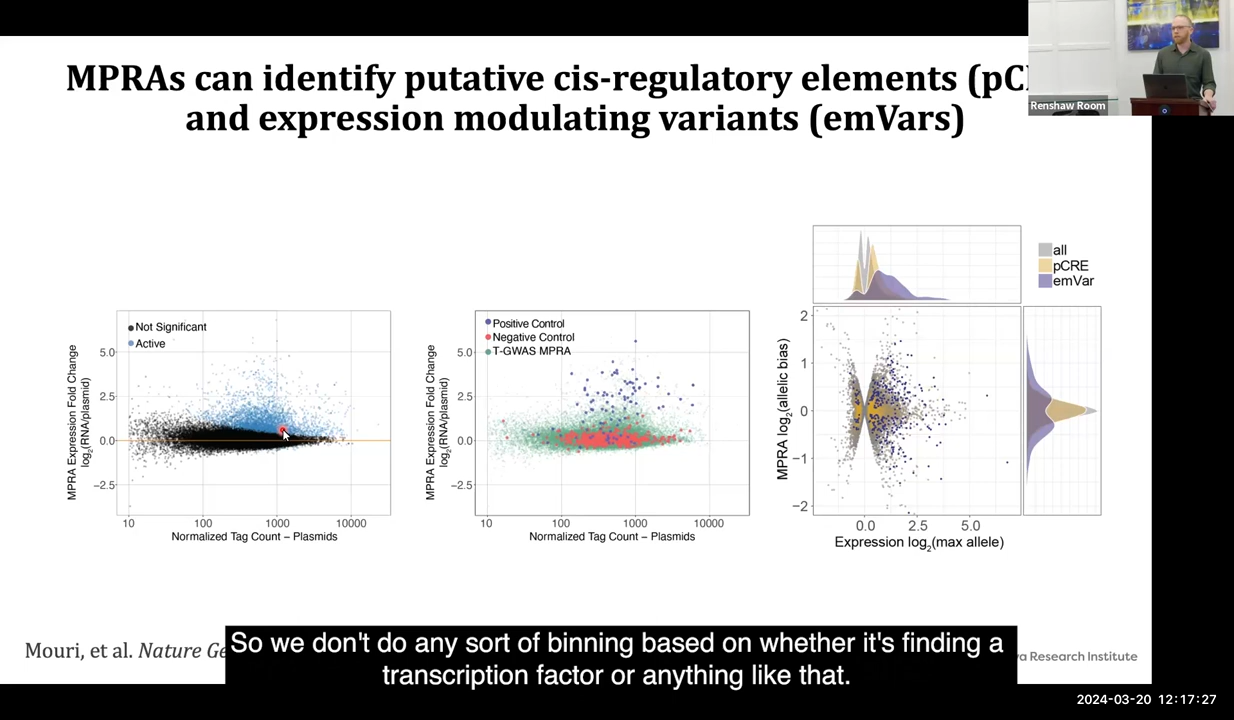 MPRAs can identify putative cis-regulatory elements
and expression modulating variants (emVars)
Renshaw Room
Not Significant
Active
MPRA Expression Fold Change
log2(RNA/plasmid)
5.0
2.5
0.0
−2.5
10
100
1000
10000
Normalized Tag Count − Plasmids
Positive Control
Negative Control
T-GWAS MPRA
MPRA Expression Fold Change
log2(RNA/plasmid)
5.0
2.5
0.0
−2.5
10
100
1000
10000
Normalized Tag Count − Plasmids
all
pCRE
emVar
MPRA log2(allelic bias)
2
1
0
−1
−2
0.0
2.5
5.0
Expression log2(max allele)
Mouri, et al. Nature
Research Institute
So we don't do any sort of binning based on whether it's finding a
transcription factor or anything like that.
2024-03-20 12:17:27